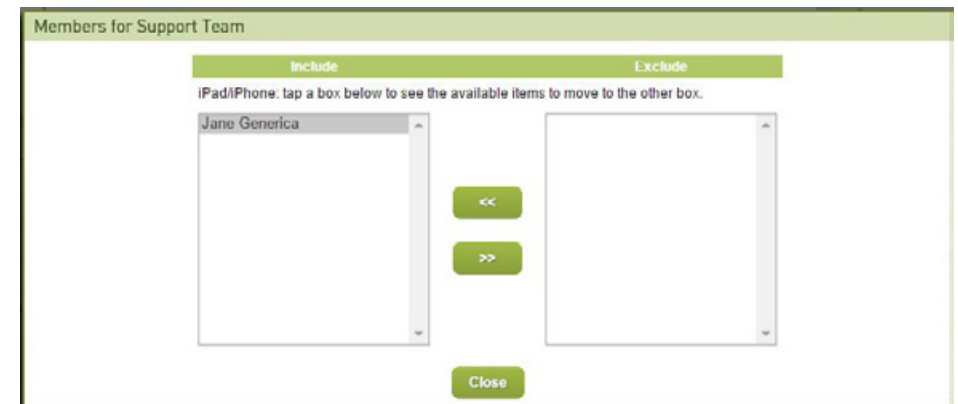 Members for Support Team
Include Exclude
iPad/iPhone: tap a box below to see the available items to move to the other box.
Jane Generica
<<
>>
Close